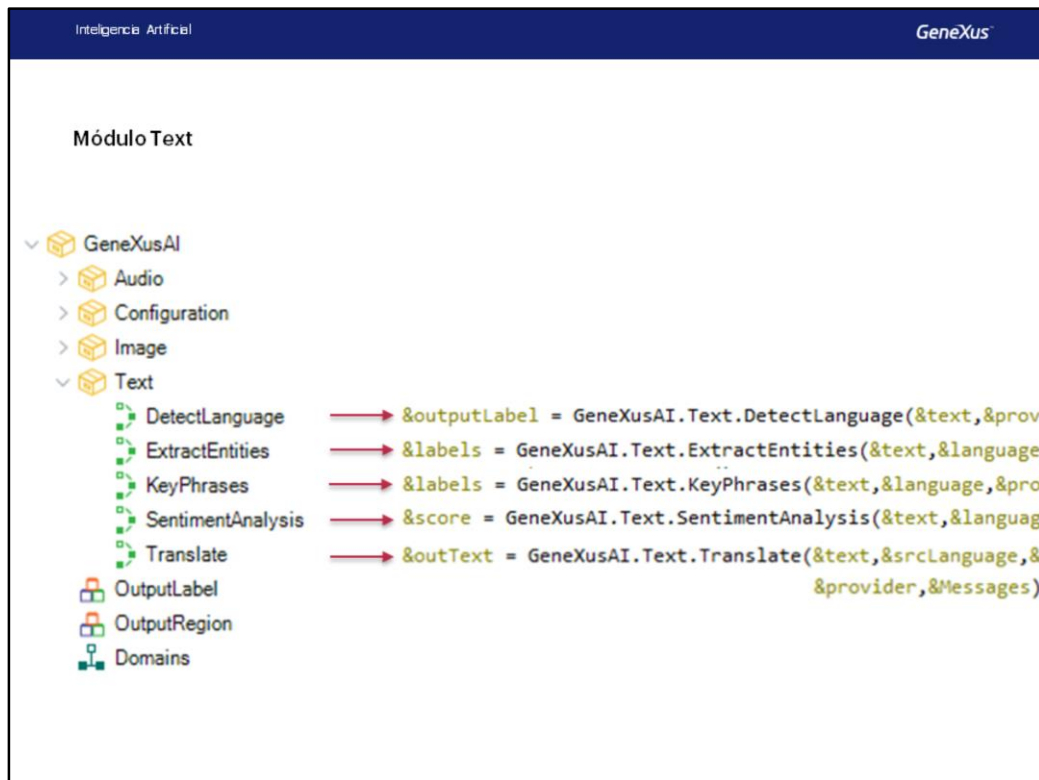 Inteligencia Artificial
GeneXus
Módulo Text
GeneXusAI
Audio
Configuration
Image
Text
DetectLanguage &outputLabel = GeneXusAI.Text.DetectLanguage(&text,&prov
ExtractEntities &labels = GeneXusAI.Text.ExtractEntities(&text,&language
KeyPhrases &labels = GeneXusAI.Text.KeyPhrases(&text,&language,&pro
SentimentAnalysis &score = GeneXusAI.Text.SentimentAnalysis(&text,&languag
Translate &outText = GeneXusAI.Text.Translate(&text,&srcLanguage,&
OutputLabel &provider,&Messages)
OutputRegion
Domains